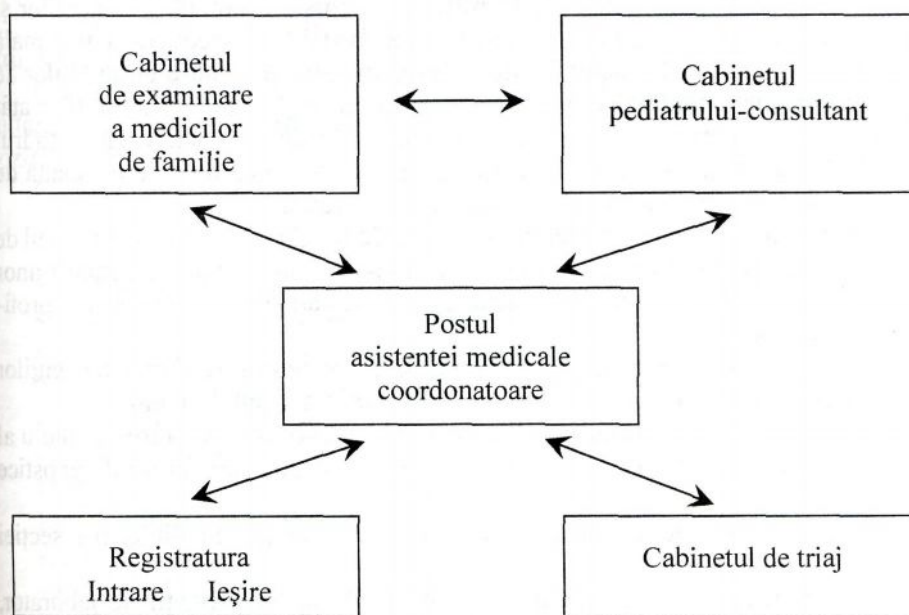 Cabinetul
de examinare
a medicilor
de familie
Cabinetul
pediatrului-consultant
Postul
asistentei medicale
coordonatoare
Registratura
Intrare Ieşire
Cabinetul de triaj